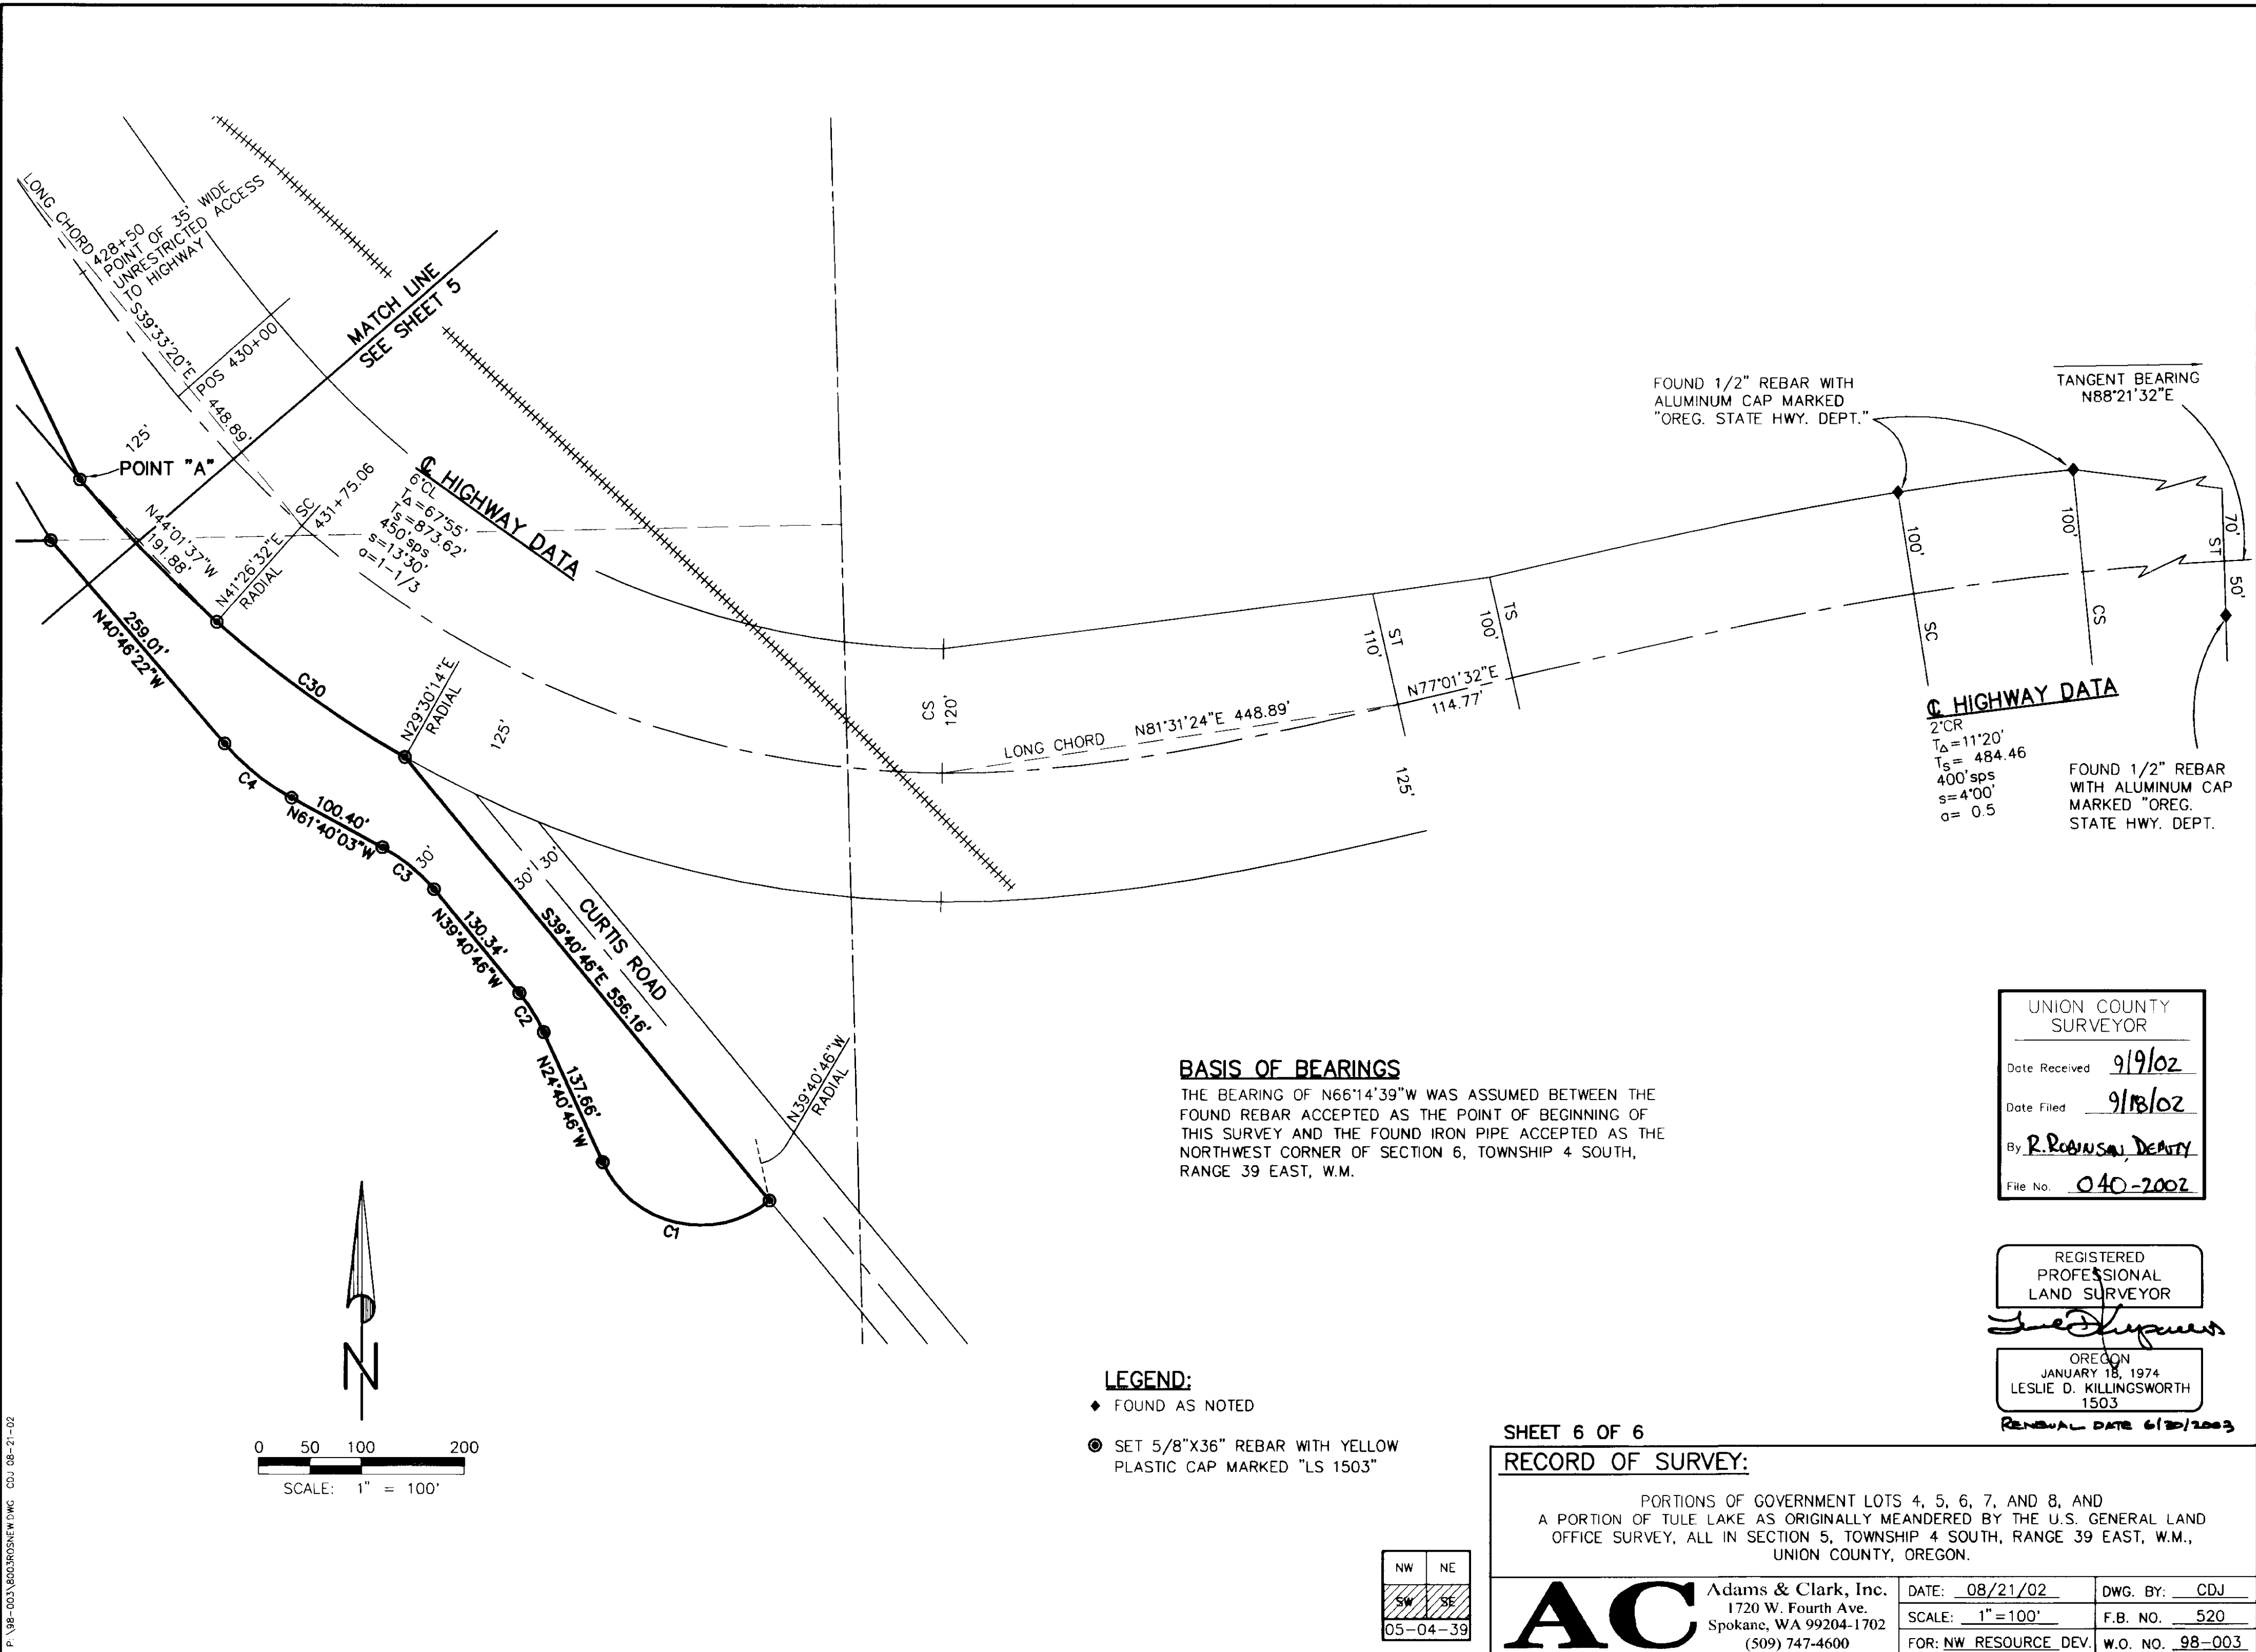 LONG CHORD
428+50
POINT OF 35' WIDE
UNRESTRICTED ACCESS
TO HIGHWAY
S39°33'20"E
448.89'
POS 430+00
MATCH LINE
SEE SHEET 5
125'
POINT "A"
N44°01'37"W
191.88'
SC
431+75.06
N41°26'32"E
RADIAL
℄ HIGHWAY DATA
6°CL
T∆=67°55'
Ts=873.62'
450'sps
s=13°30'
a=1-1/3
259.01'
N40°46'22"W
C30
N29°30'14"E
RADIAL
125'
C4
100.40'
N61°40'03"W
C3
30'
130.34'
N39°40'46"W
C2
137.66'
N24°40'46"W
C1
30'
30'
CURTIS ROAD
S39°40'46"E 556.16'
N39°40'46"W
RADIAL
CS
120'
LONG CHORD
N81°31'24"E 448.89'
ST
110'
125'
TS
100'
N77°01'32"E
114.77'
FOUND 1/2" REBAR WITH
ALUMINUM CAP MARKED
"OREG. STATE HWY. DEPT."
TANGENT BEARING
N88°21'32"E
100'
SC
100'
CS
70'
ST
50'
℄ HIGHWAY DATA
2°CR
T∆=11°20'
Ts= 484.46
400'sps
s=4°00'
a= 0.5
FOUND 1/2" REBAR
WITH ALUMINUM CAP
MARKED "OREG.
STATE HWY. DEPT.
BASIS OF BEARINGS
THE BEARING OF N66°14'39"W WAS ASSUMED BETWEEN THE
FOUND REBAR ACCEPTED AS THE POINT OF BEGINNING OF
THIS SURVEY AND THE FOUND IRON PIPE ACCEPTED AS THE
NORTHWEST CORNER OF SECTION 6, TOWNSHIP 4 SOUTH,
RANGE 39 EAST, W.M.
UNION COUNTY
SURVEYOR
Date Received 9/9/02
Date Filed 9/18/02
By R. ROBINSON, DEPUTY
File No. 040-2002
REGISTERED
PROFESSIONAL
LAND SURVEYOR
OREGON
JANUARY 18, 1974
LESLIE D. KILLINGSWORTH
1503
RENEWAL DATE 6/30/2003
N
0 50 100 200
SCALE: 1" = 100'
LEGEND:
FOUND AS NOTED
SET 5/8"X36" REBAR WITH YELLOW
PLASTIC CAP MARKED "LS 1503"
SHEET 6 OF 6
RECORD OF SURVEY:
PORTIONS OF GOVERNMENT LOTS 4, 5, 6, 7, AND 8, AND
A PORTION OF TULE LAKE AS ORIGINALLY MEANDERED BY THE U.S. GENERAL LAND
OFFICE SURVEY, ALL IN SECTION 5, TOWNSHIP 4 SOUTH, RANGE 39 EAST, W.M.,
UNION COUNTY, OREGON.
NW NE
SW SE
05-04-39
AC
Adams & Clark, Inc.
1720 W. Fourth Ave.
Spokane, WA 99204-1702
(509) 747-4600
DATE: 08/21/02
DWG. BY: CDJ
SCALE: 1"=100'
F.B. NO. 520
FOR: NW RESOURCE DEV.
W.O. NO. 98-003
P:\98-003\8003ROSNEW.DWG CDJ 08-21-02